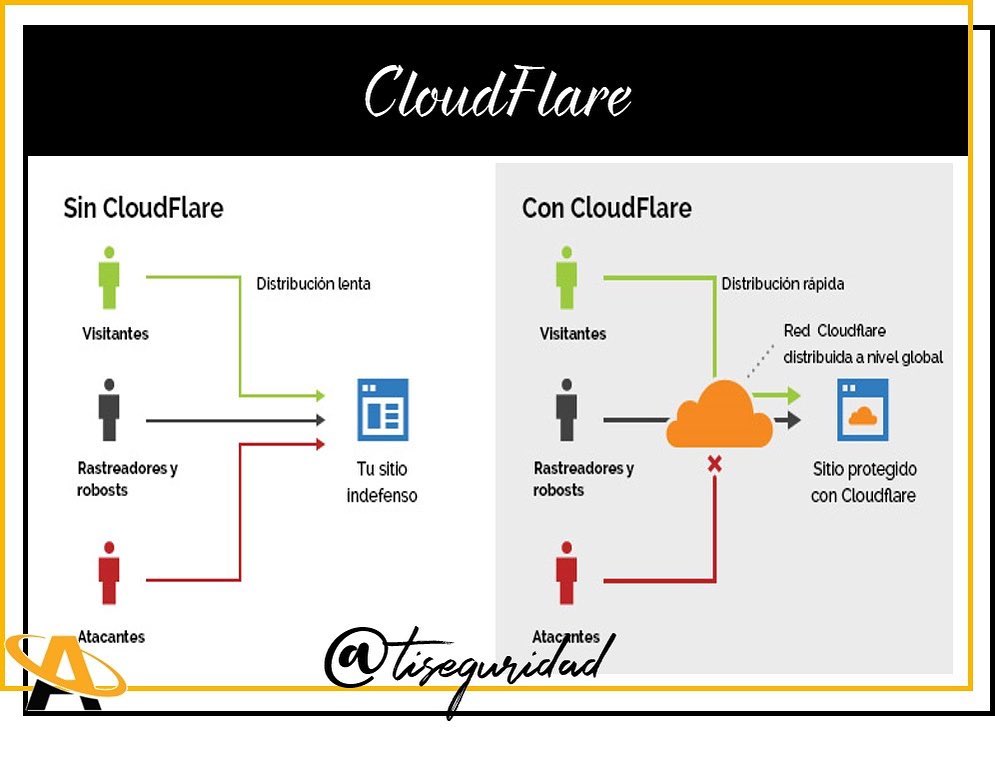 CloudFlare
Sin CloudFlare
Distribución lenta
Visitantes
Rastreadores y
robosts
Tu sitio
indefenso
Atacantes
Con CloudFlare
Distribución rápida
Visitantes
Red Cloudflare
distribuida a nivel global
Rastreadores y
robosts
Sitio protegido
con Cloudflare
Atacantes
A
@tiseguridad